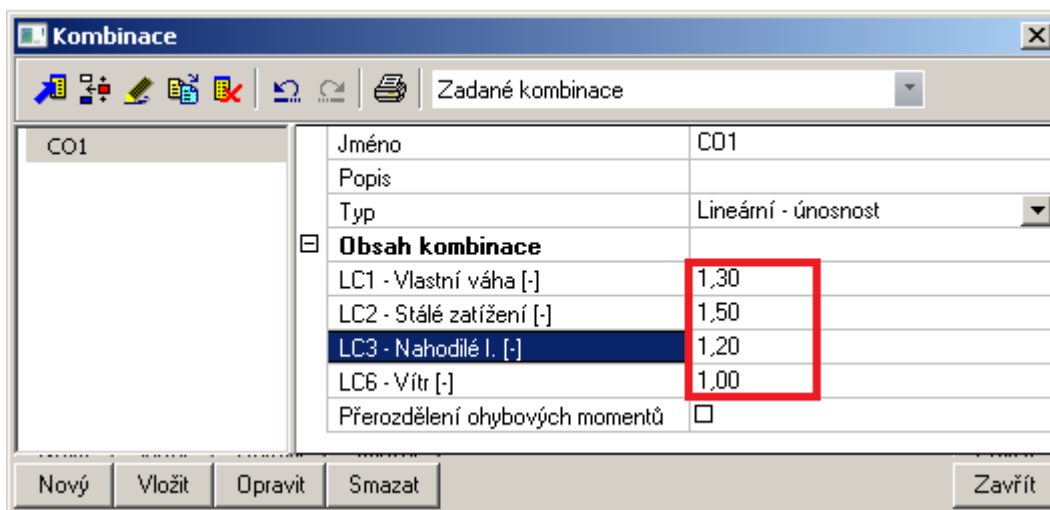 Kombinace
Zadané kombinace
CO1
Jméno CO1
Popis
Typ Lineární - únosnost
Obsah kombinace
LC1 - Vlastní váha [-] 1,30
LC2 - Stálé zatížení [-] 1,50
LC3 - Nahodilé I. [-] 1,20
LC6 - Vítr [-] 1,00
Přerozdělení ohybových momentů
Nový Vložit Opravit Smazat Zavřít